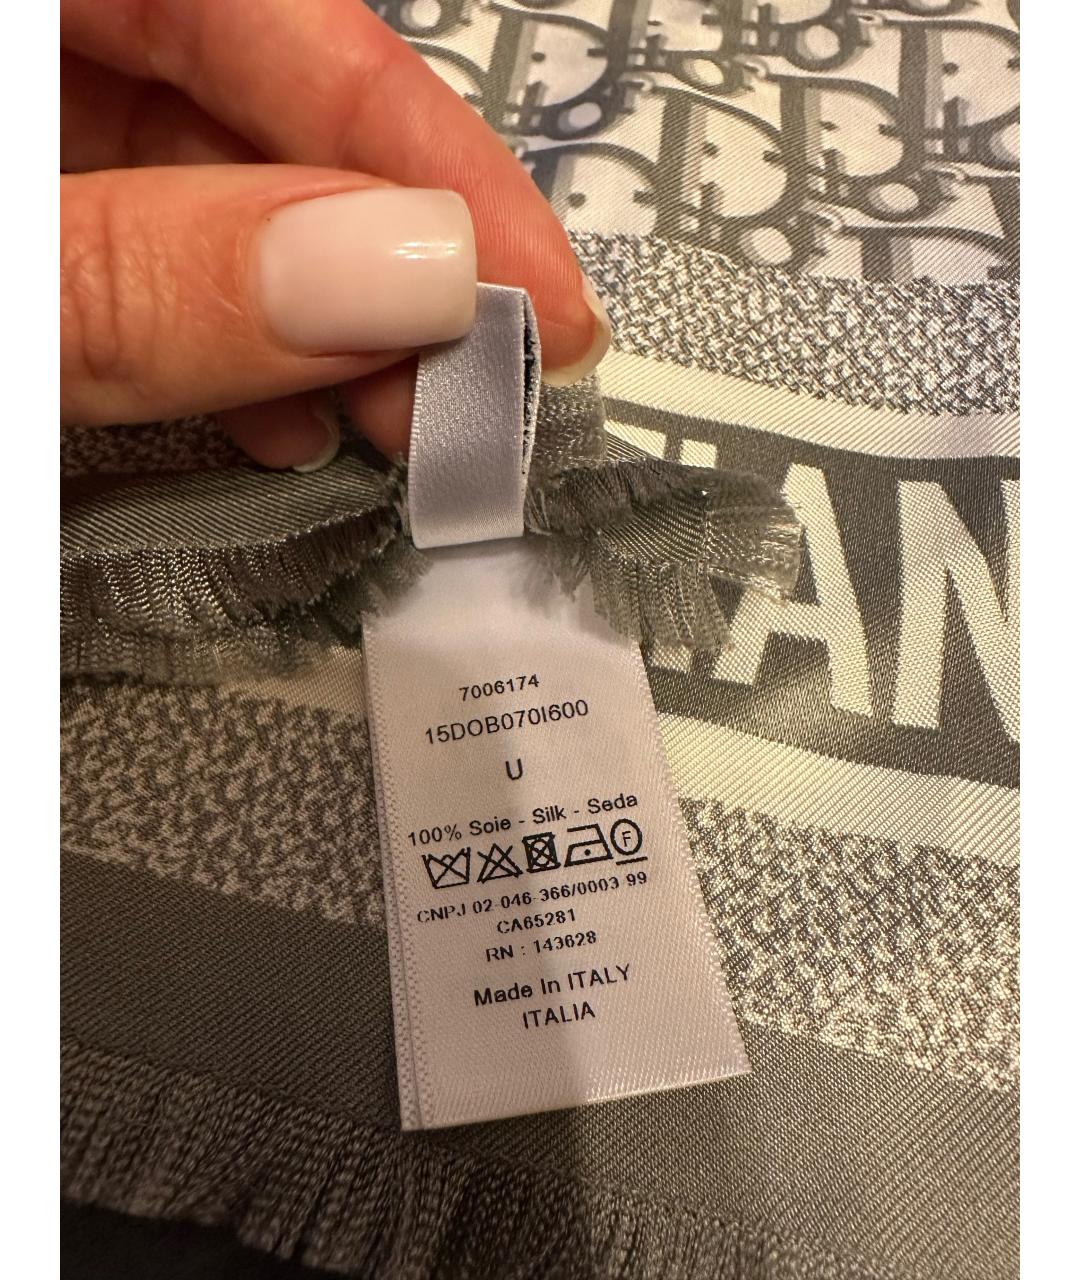 7006174
15DOB070I600
U
100% Soie - Silk - Seda
F
CNPJ 02-046-366/0003 99
CA65281
RN : 143628
Made In ITALY
ITALIA